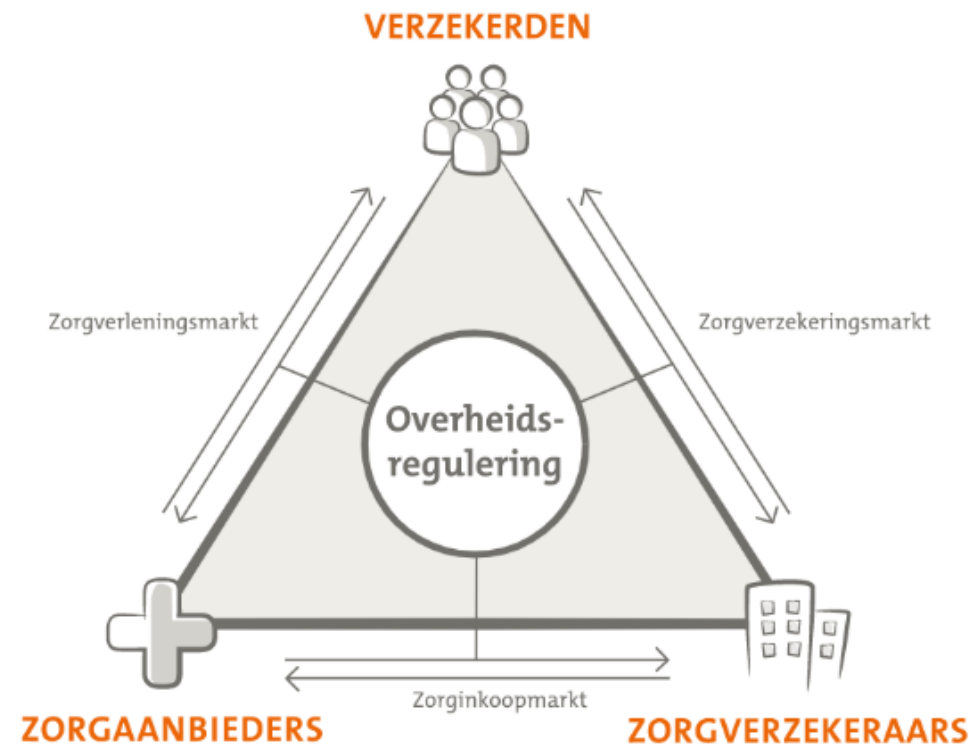 VERZEKERDEN
Zorgverleningsmarkt
Zorgverzekeringsmarkt
Overheids-
regulering
Zorginkoopmarkt
ZORGAANBIEDERS
ZORGVERZEKERAARS